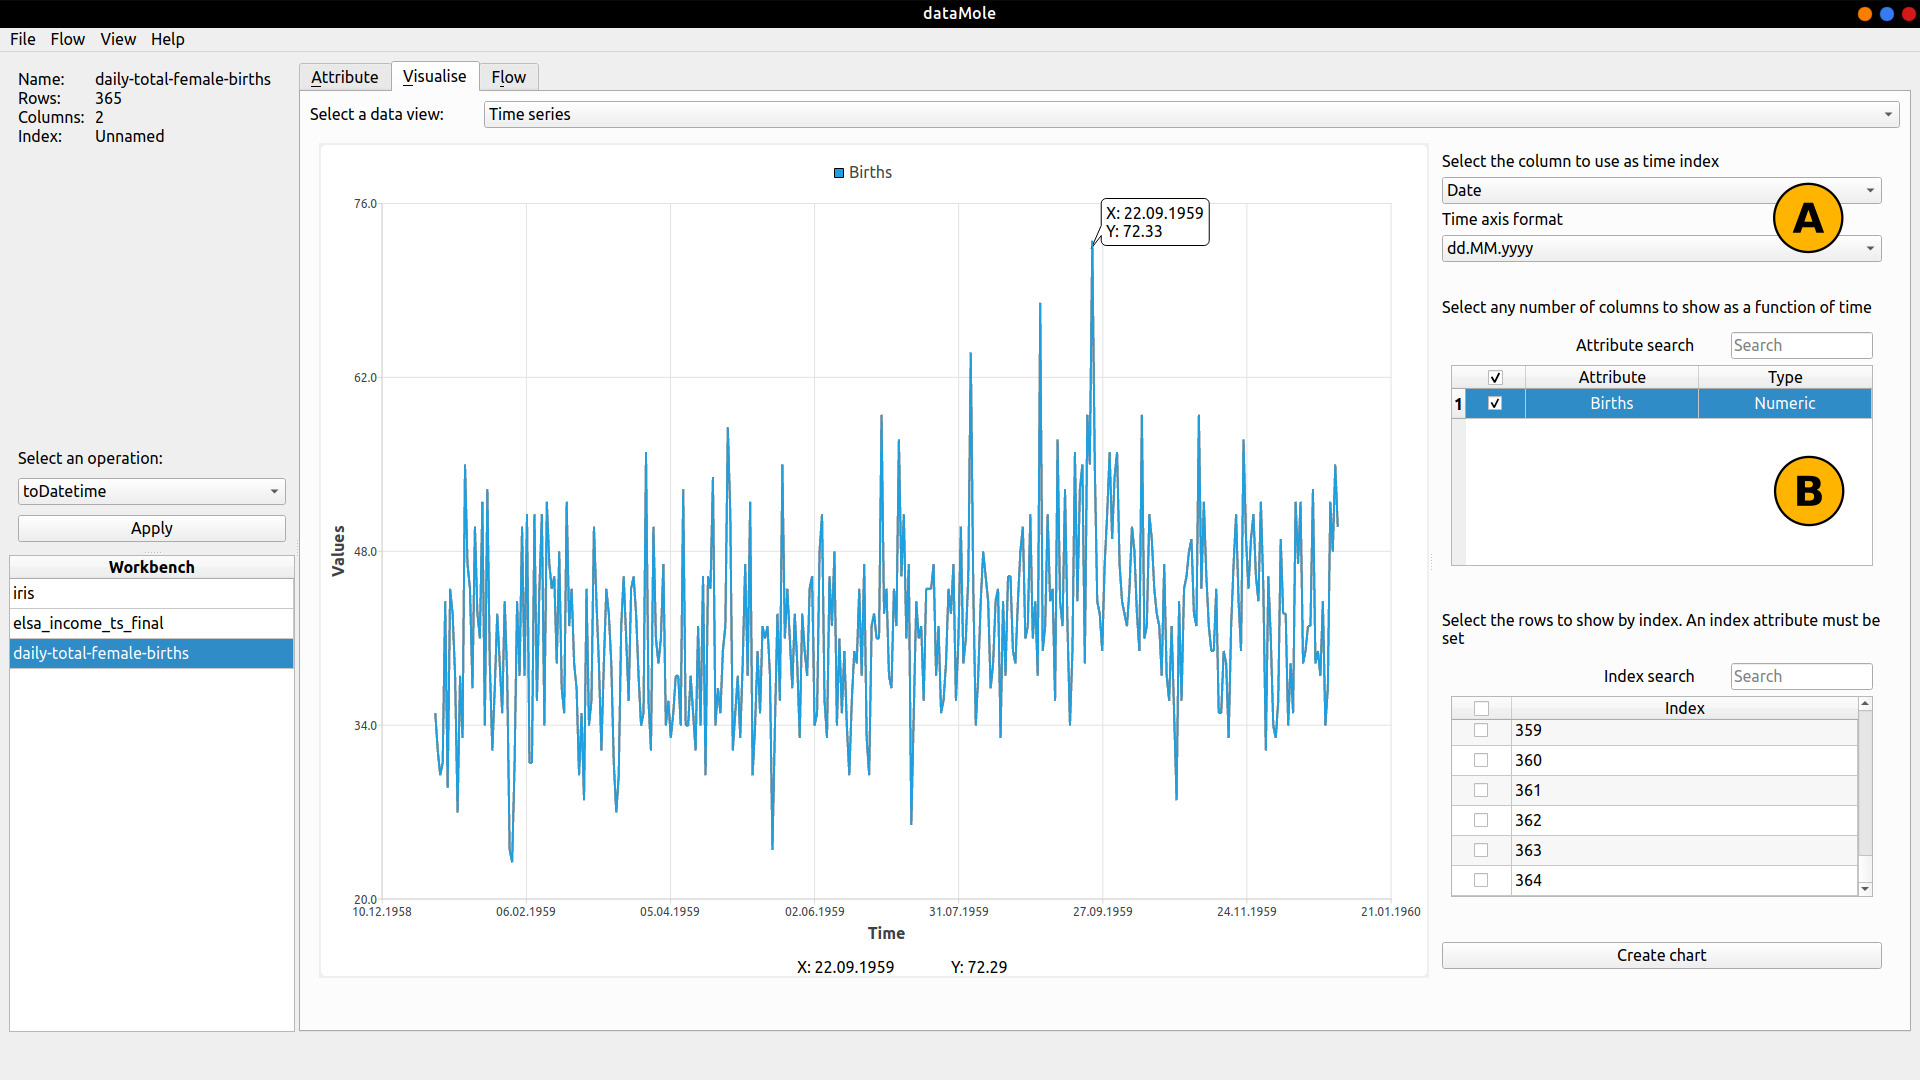 dataMole
File Flow View Help
Name: daily-total-female-births
Rows: 365
Columns: 2
Index: Unnamed
Select an operation:
toDatetime
Apply
Workbench
iris
elsa_income_ts_final
daily-total-female-births
Attribute Visualise Flow
Select a data view: Time series
Births
X: 22.09.1959
Y: 72.33
76.0
62.0
48.0
34.0
20.0
Values
10.12.1958 06.02.1959 05.04.1959 02.06.1959 31.07.1959 27.09.1959 24.11.1959 21.01.1960
Time
X: 22.09.1959 Y: 72.29
Select the column to use as time index
Date
A
Time axis format
dd.MM.yyyy
Select any number of columns to show as a function of time
Attribute search Search
Attribute Type
1 Births Numeric
B
Select the rows to show by index. An index attribute must be
set
Index search Search
Index
359
360
361
362
363
364
Create chart